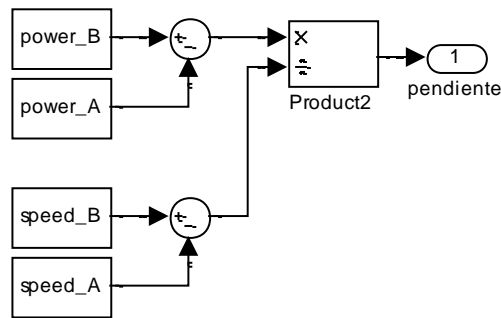 power_B
power_A
+
-
×
÷
Product2
1
pendiente
speed_B
+
-
speed_A